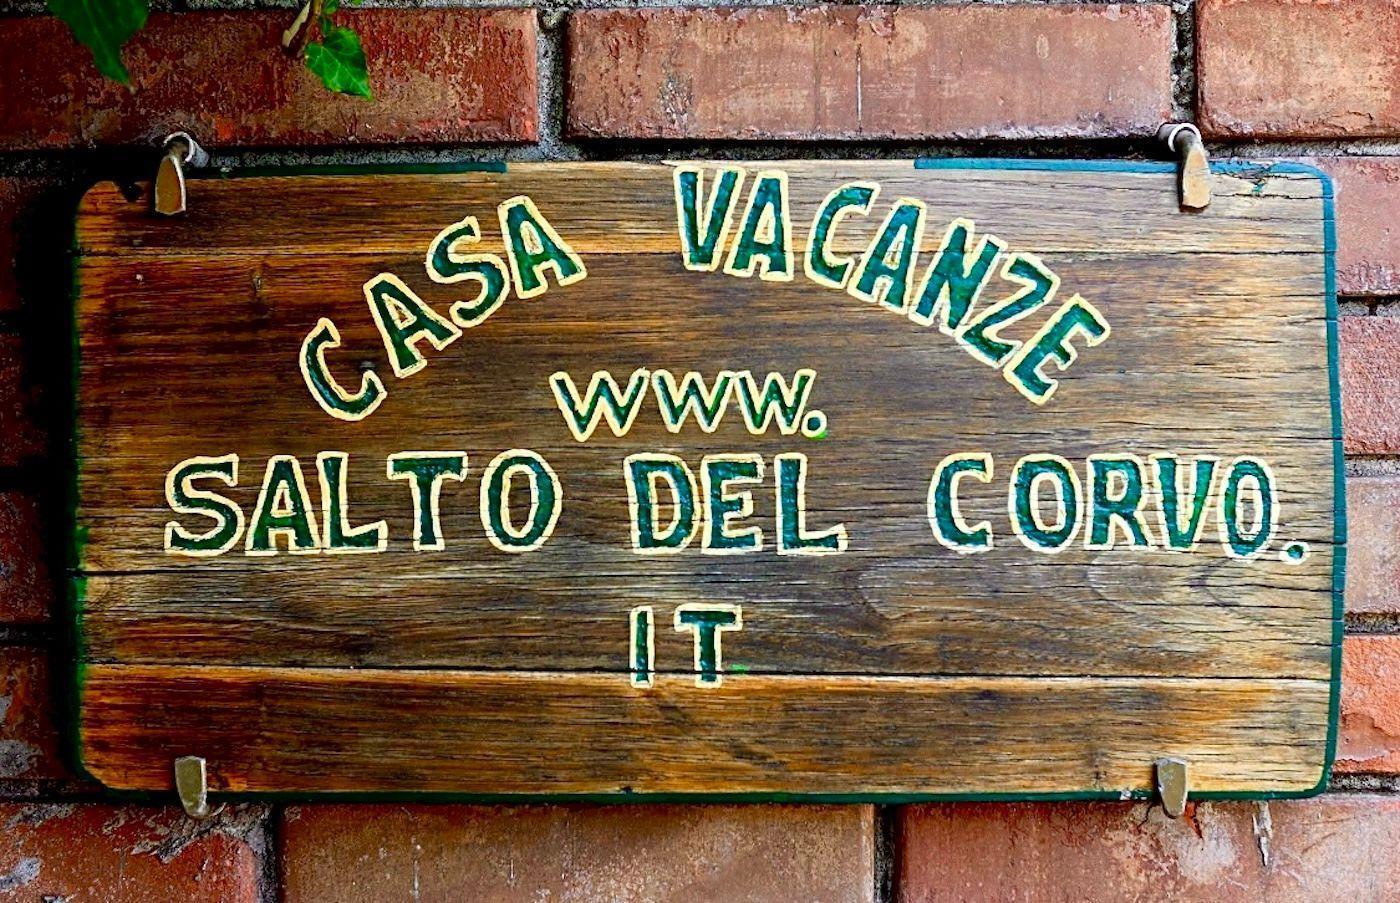 CASA VACANZE
WWW.
SALTO DEL CORVO.
IT